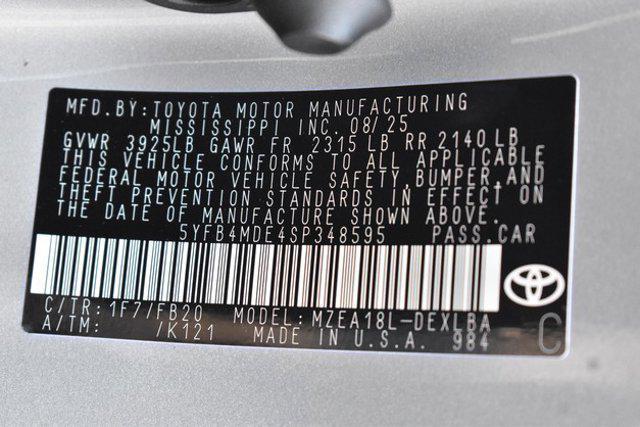 MFD.BY:TOYOTA MOTOR MANUFACTURING
MISSISSIPPI INC. 08/25
GVWR 3925LB GAWR FR 2315 LB RR 2140 LB
THIS VEHICLE CONFORMS TO ALL APPLICABLE
FEDERAL MOTOR VEHICLE SAFETY, BUMPER, AND
THEFT PREVENTION STANDARDS IN EFFECT ON
THE DATE OF MANUFACTURE SHOWN ABOVE.
5YFB4MDE4SP348595 PASS.CAR
C/TR: 1F7/FB20 MODEL: MZEA18L-DEXLBA
A/TM: /K121 MADE IN U.S.A. 984 C